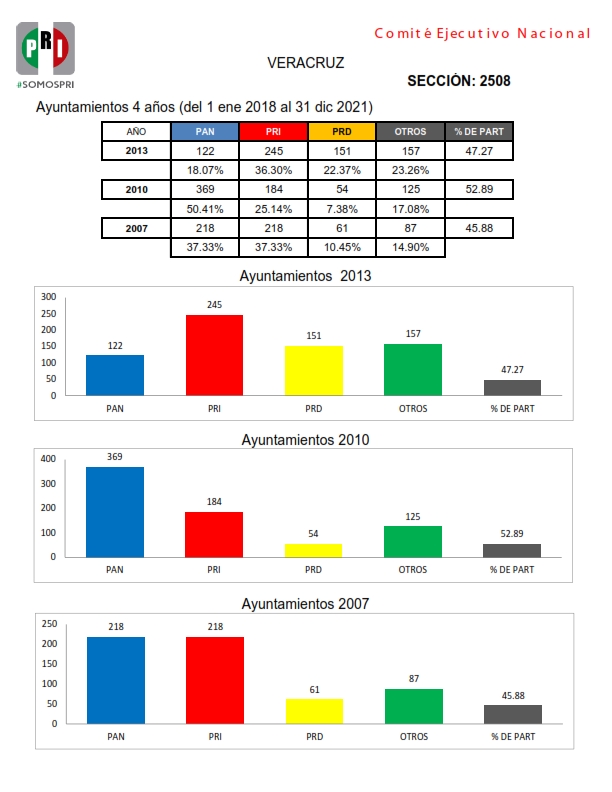 Comité Ejecutivo Nacional
PRI
#SOMOSPRI
VERACRUZ
SECCIÓN: 2508
Ayuntamientos 4 años (del 1 ene 2018 al 31 dic 2021)
AÑO PAN PRI PRD OTROS % DE PART
2013 122 245 151 157 47.27
18.07% 36.30% 22.37% 23.26%
2010 369 184 54 125 52.89
50.41% 25.14% 7.38% 17.08%
2007 218 218 61 87 45.88
37.33% 37.33% 10.45% 14.90%
Ayuntamientos 2013
300
250
200
150
100
50
0
122 245 151 157 47.27
PAN PRI PRD OTROS % DE PART
Ayuntamientos 2010
400
300
200
100
0
369 184 54 125 52.89
PAN PRI PRD OTROS % DE PART
Ayuntamientos 2007
250
200
150
100
50
0
218 218 61 87 45.88
PAN PRI PRD OTROS % DE PART